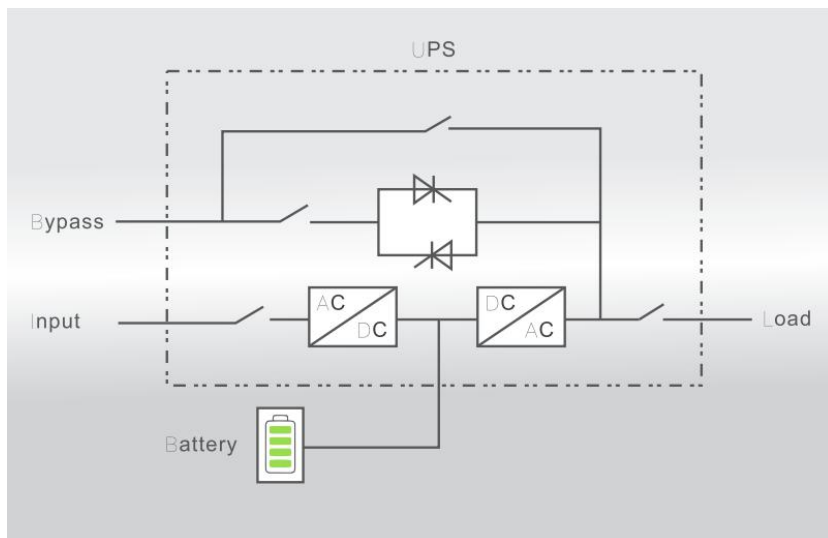 UPS
Bypass
Input
AC
DC
DC
AC
Load
Battery